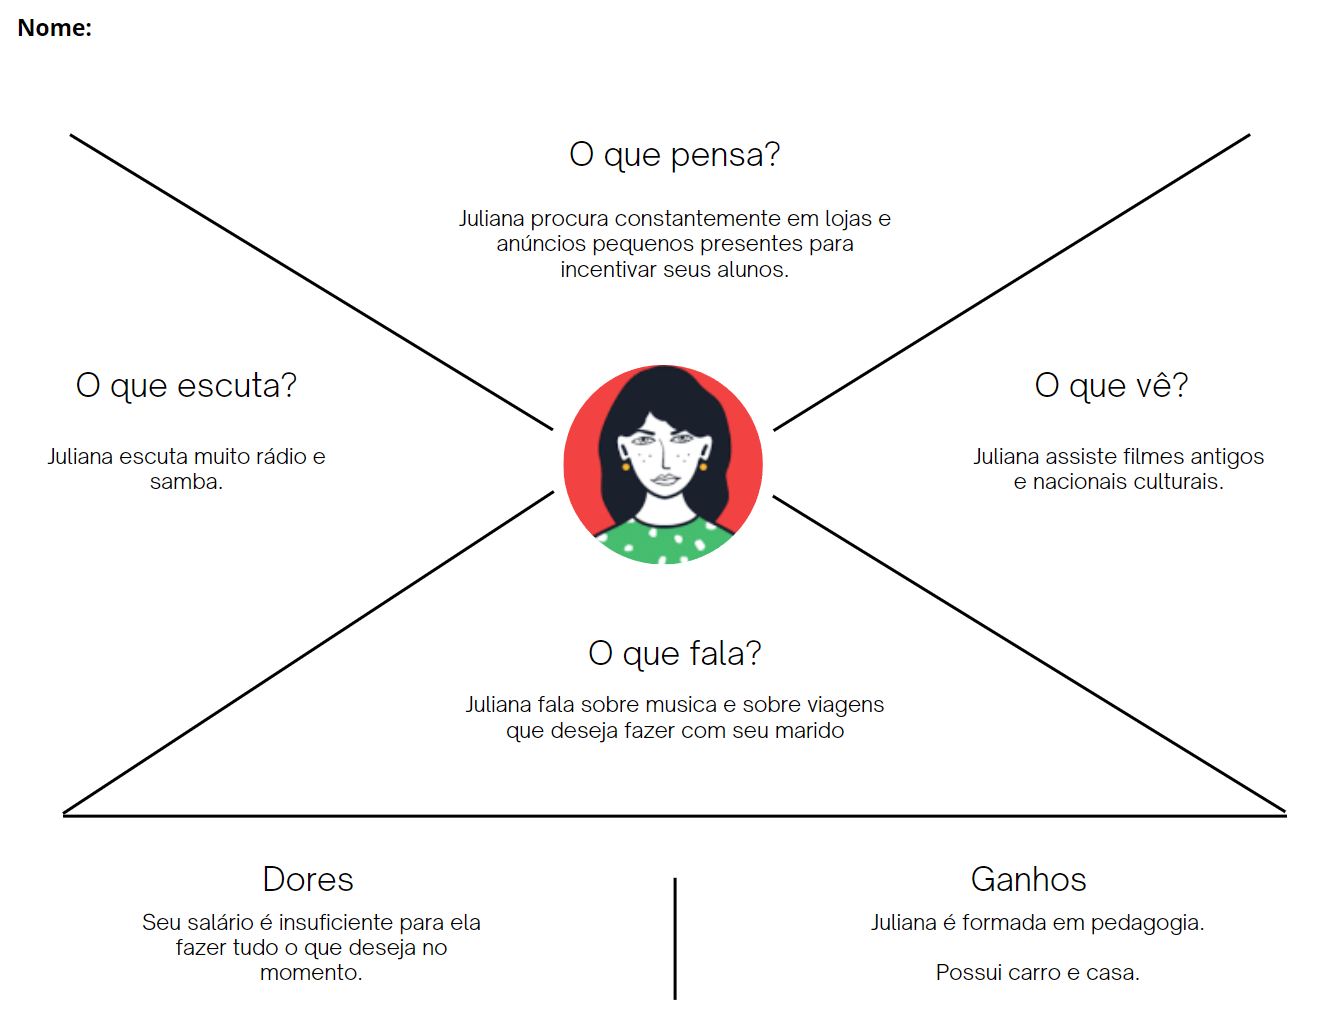 Nome:
O que pensa?
Juliana procura constantemente em lojas e
anúncios pequenos presentes para
incentivar seus alunos.
O que escuta?
Juliana escuta muito rádio e
samba.
O que vê?
Juliana assiste filmes antigos
e nacionais culturais.
O que fala?
Juliana fala sobre musica e sobre viagens
que deseja fazer com seu marido
Dores
Seu salário é insuficiente para ela
fazer tudo o que deseja no
momento.
Ganhos
Juliana é formada em pedagogia.
Possui carro e casa.